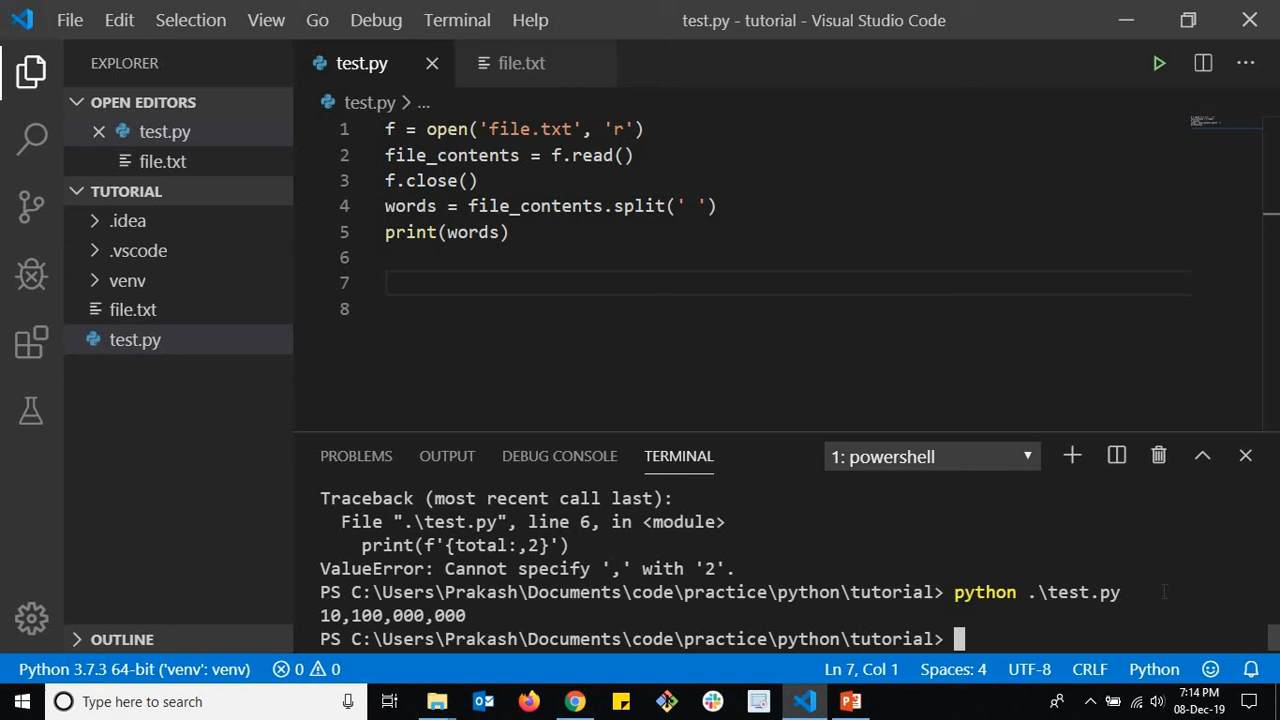 File Edit Selection View Go Debug Terminal Help test.py - tutorial - Visual Studio Code
EXPLORER
OPEN EDITORS
test.py
file.txt
TUTORIAL
.idea
.vscode
venv
file.txt
test.py
OUTLINE
test.py file.txt
test.py > ...
1 f = open('file.txt', 'r')
2 file_contents = f.read()
3 f.close()
4 words = file_contents.split(' ')
5 print(words)
6
7
8
PROBLEMS OUTPUT DEBUG CONSOLE TERMINAL 1: powershell
Traceback (most recent call last):
File ".\test.py", line 6, in <module>
print(f'{total:,2}')
ValueError: Cannot specify ',' with '2'.
PS C:\Users\Prakash\Documents\code\practice\python\tutorial> python .\test.py
10,100,000,000
PS C:\Users\Prakash\Documents\code\practice\python\tutorial>
Python 3.7.3 64-bit ('venv': venv) 0 0 Ln 7, Col 1 Spaces: 4 UTF-8 CRLF Python
Type here to search
7:14 PM
08-Dec-19